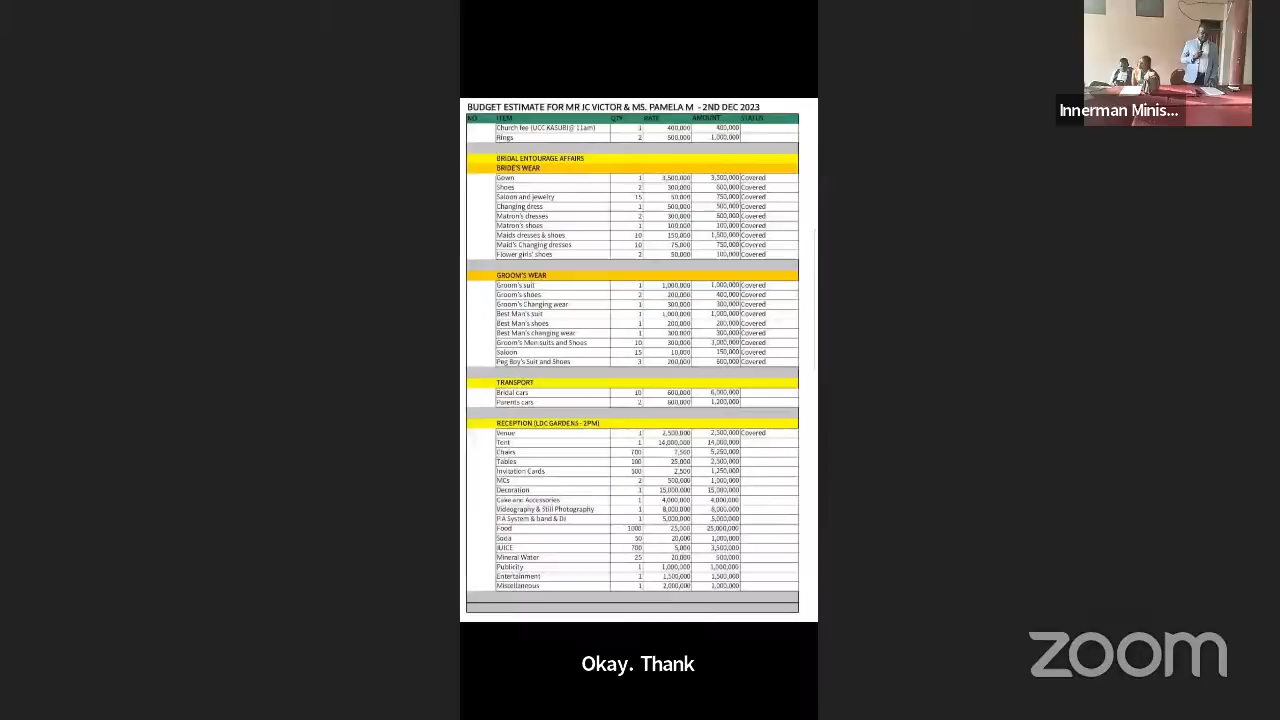 BUDGET ESTIMATE FOR MR JC VICTOR & MS. PAMELA M - 2ND DEC 2023
NO ITEM QTY RATE AMOUNT STATUS
Church fee (UCC KASUBI @ 11am) 1 400,000 400,000
Rings 2 500,000 1,000,000
BRIDAL ENTOURAGE AFFAIRS
BRIDE'S WEAR
Gown 1 3,500,000 3,500,000 Covered
Shoes 2 300,000 600,000 Covered
Saloon and jewelry 15 50,000 750,000 Covered
Changing dress 1 500,000 500,000 Covered
Matron's dresses 2 300,000 600,000 Covered
Matron's shoes 1 100,000 100,000 Covered
Maids dresses & shoes 10 150,000 1,500,000 Covered
Maid's Changing dresses 10 75,000 750,000 Covered
Flower girls' shoes 2 50,000 100,000 Covered
GROOM'S WEAR
Groom's suit 1 1,000,000 1,000,000 Covered
Groom's shoes 2 200,000 400,000 Covered
Groom's Changing wear 1 300,000 300,000 Covered
Best Man's suit 1 1,000,000 1,000,000 Covered
Best Man's shoes 1 200,000 200,000 Covered
Best Man's changing wear 1 300,000 300,000 Covered
Groom's Men suits and Shoes 10 300,000 3,000,000 Covered
Saloon 15 10,000 150,000 Covered
Peg Boy's Suit and Shoes 3 200,000 600,000 Covered
TRANSPORT
Bridal cars 10 600,000 6,000,000
Parents cars 2 600,000 1,200,000
RECEPTION (LDC GARDENS - 2PM)
Venue 1 2,500,000 2,500,000 Covered
Tent 1 14,000,000 14,000,000
Chairs 700 7,500 5,250,000
Tables 100 25,000 2,500,000
Invitation Cards 500 2,500 1,250,000
MCs 2 500,000 1,000,000
Decoration 1 15,000,000 15,000,000
Cake and Accessories 1 4,000,000 4,000,000
Videography & Still Photography 1 8,000,000 8,000,000
P.A System & band & DJ 1 5,000,000 5,000,000
Food 1000 25,000 25,000,000
Soda 50 20,000 1,000,000
JUICE 700 5,000 3,500,000
Mineral Water 25 20,000 500,000
Publicity 1 1,000,000 1,000,000
Entertainment 1 1,500,000 1,500,000
Miscellannous 1 2,000,000 2,000,000
Innerman Minis...
Okay. Thank
zoom